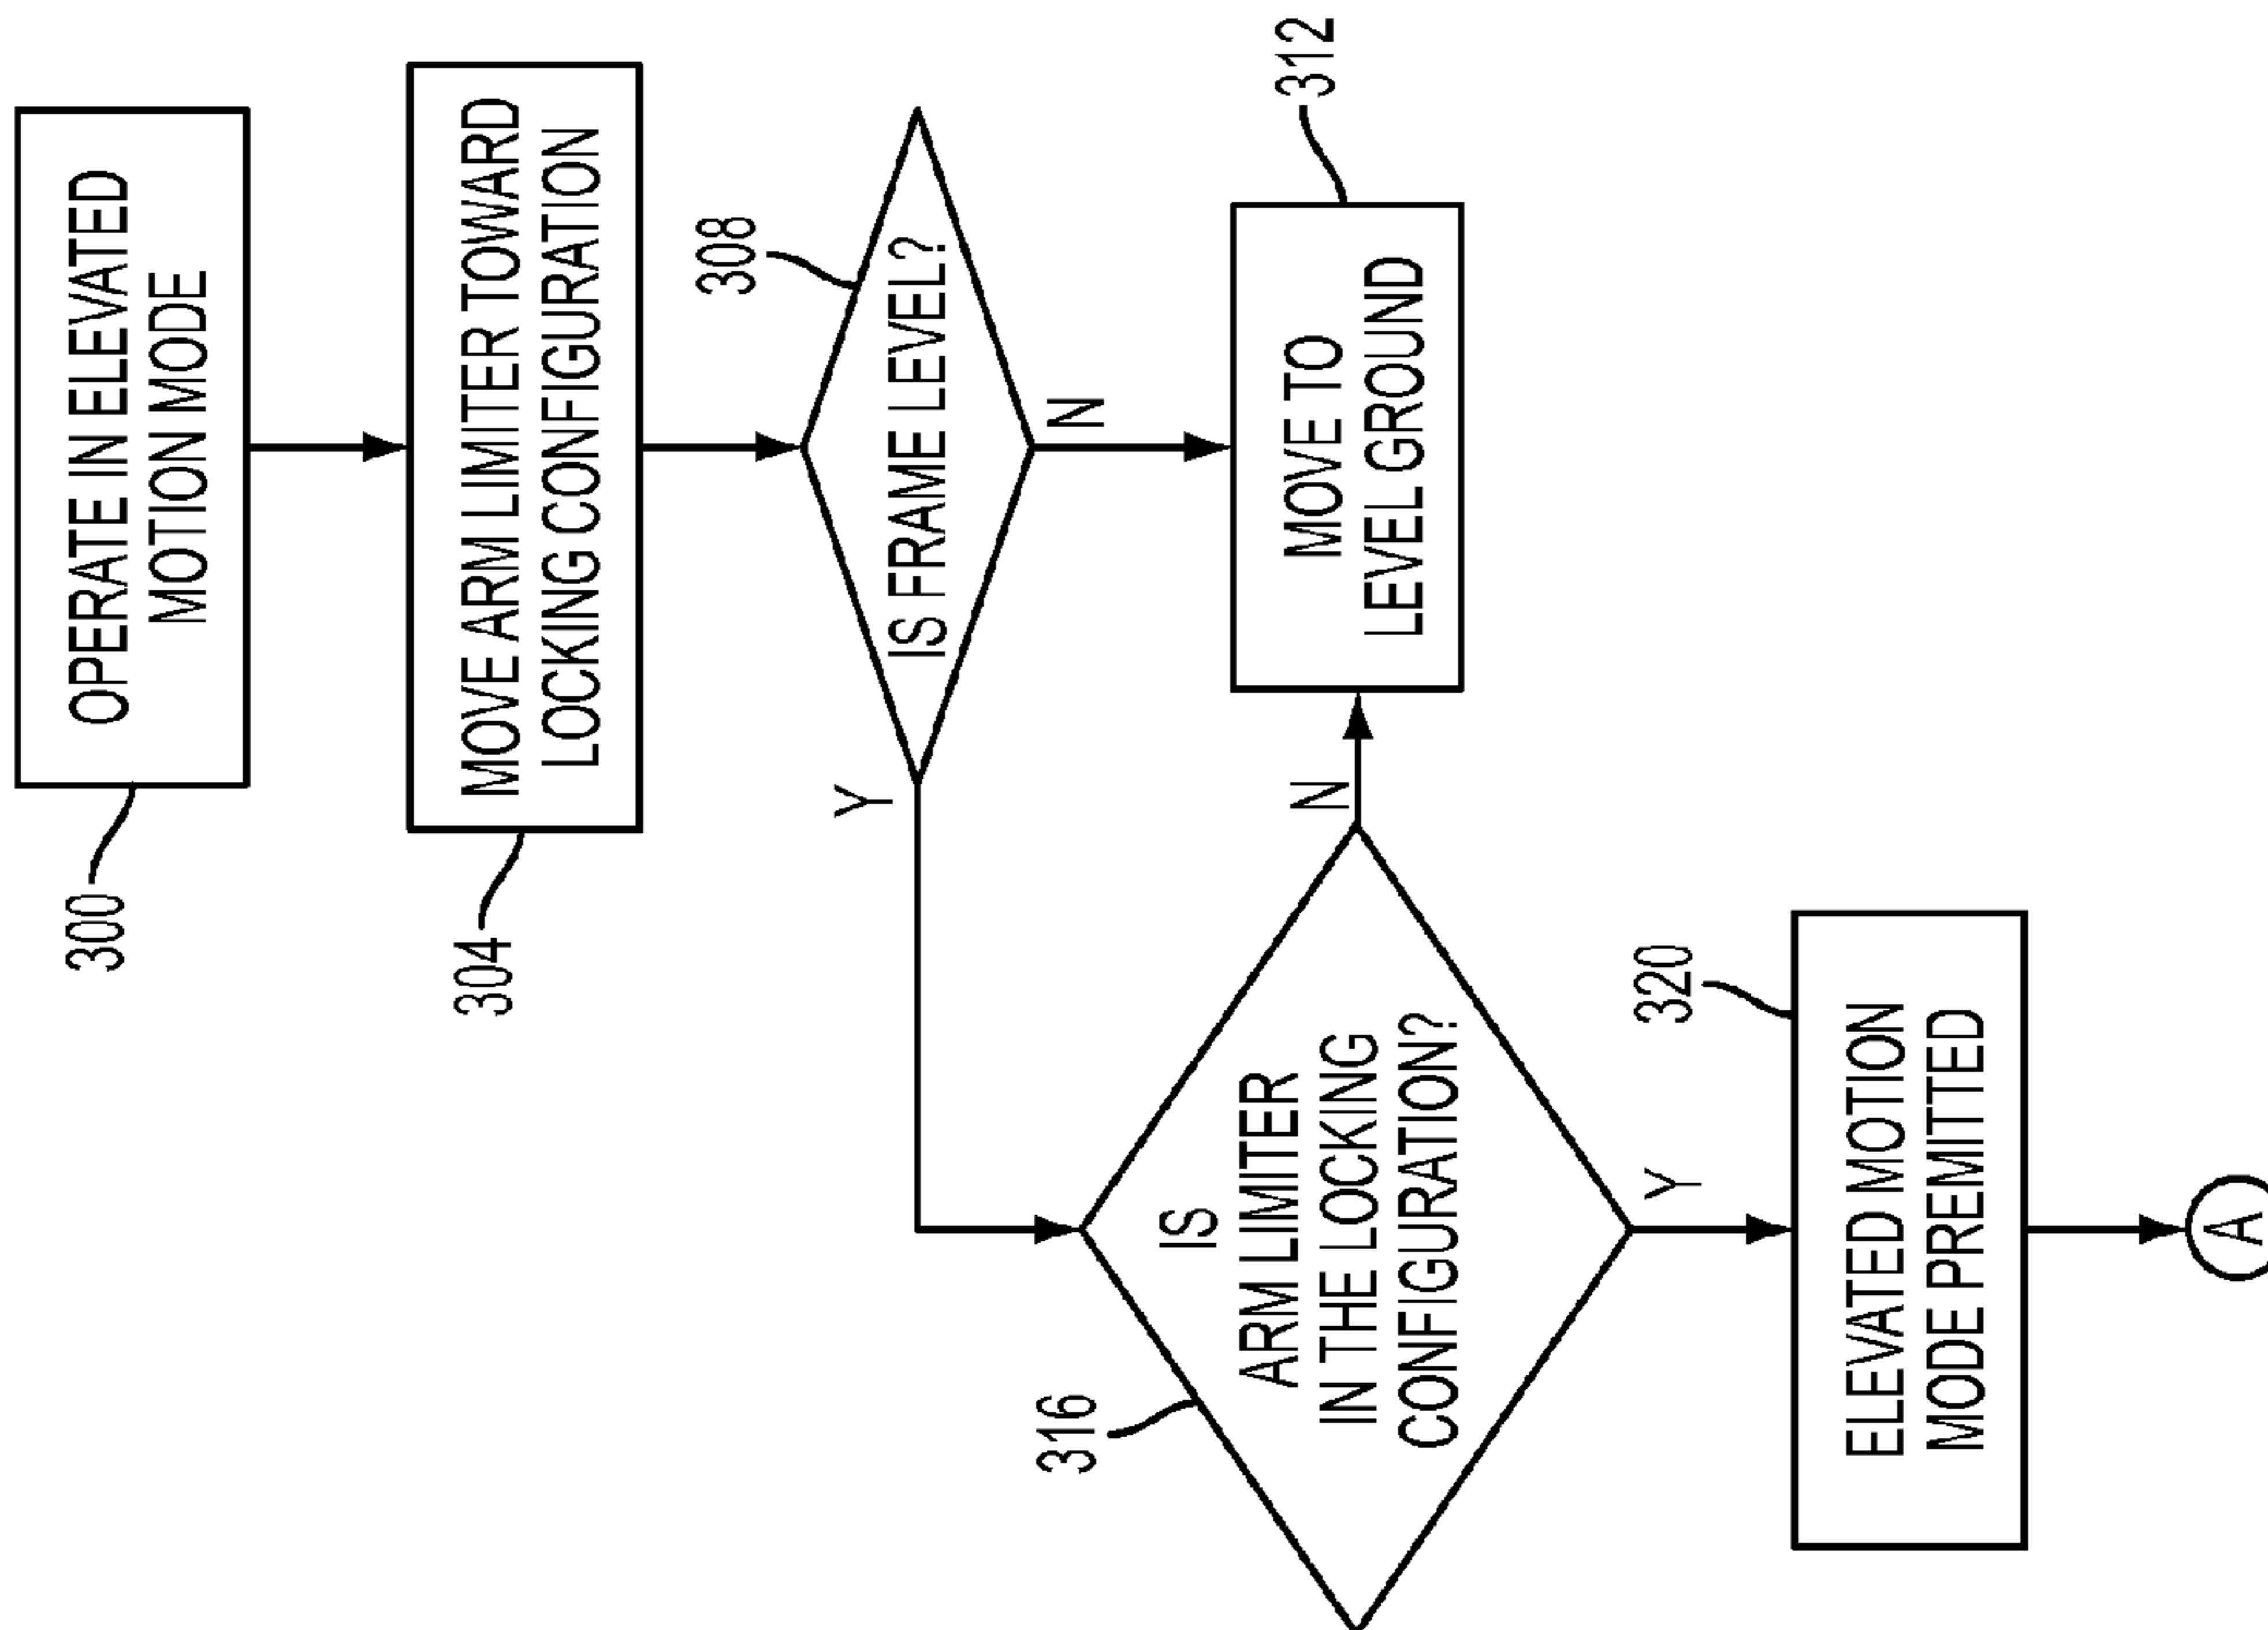 300
OPERATE IN ELEVATED
MOTION MODE
304
MOVE ARM LIMITER TOWARD
LOCKING CONFIGURATION
308
IS FRAME LEVEL?
Y
N
312
MOVE TO
LEVEL GROUND
316
IS
ARM LIMITER
IN THE LOCKING
CONFIGURATION?
N
Y
320
ELEVATED MOTION
MODE PREMITTED
A